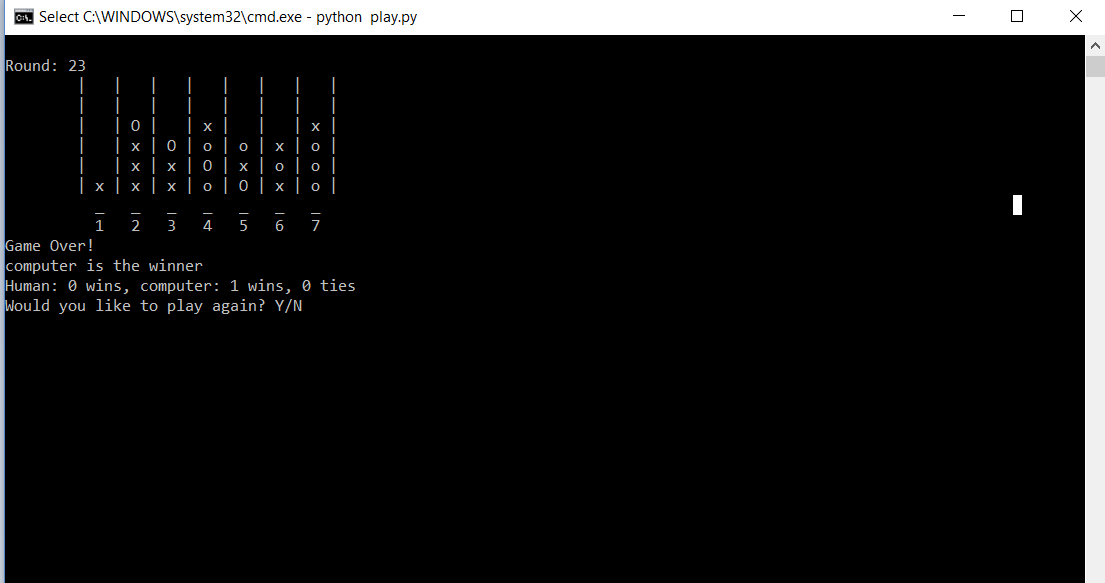 Select C:\WINDOWS\system32\cmd.exe - python  play.py
Round: 23
|   |   |   |   |   |   |   |
|   |   |   |   |   |   |   |
|   | O |   | x |   |   | x |
|   | x | O | o | o | x | o |
|   | x | x | O | x | o | o |
| x | x | x | o | O | x | o |
  _   _   _   _   _   _   _
  1   2   3   4   5   6   7
Game Over!
computer is the winner
Human: 0 wins, computer: 1 wins, 0 ties
Would you like to play again? Y/N